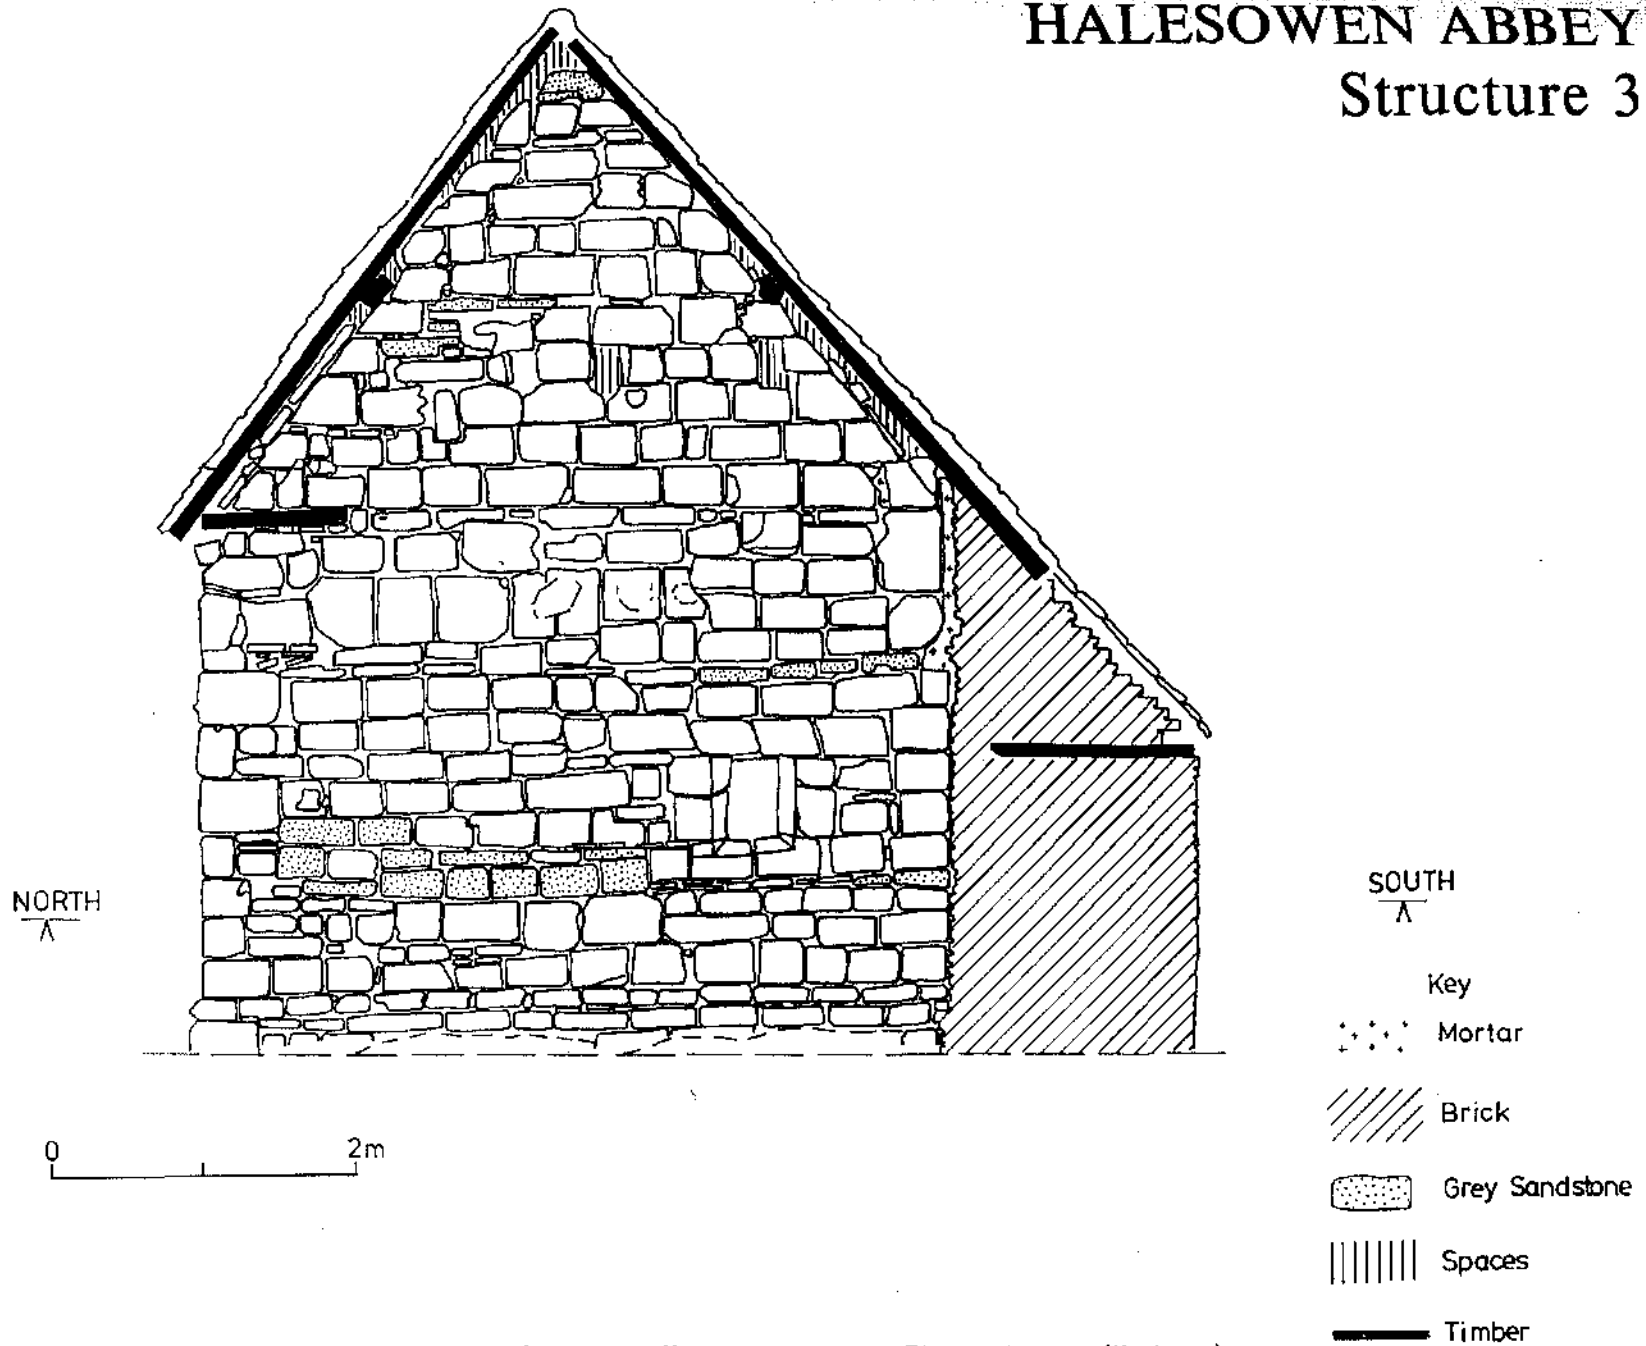 HALESOWEN ABBEY
Structure 3
NORTH
SOUTH
Key
Mortar
Brick
Grey Sandstone
Spaces
Timber
0 2m